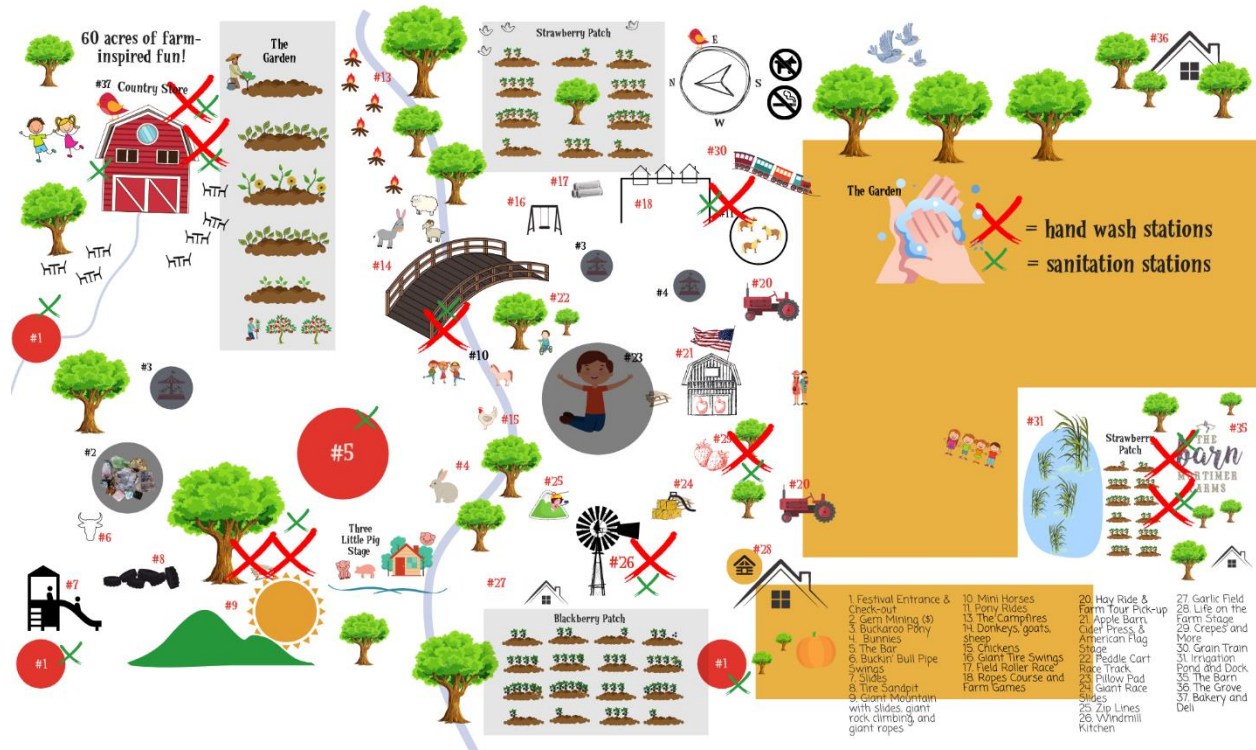 60 acres of farm-
inspired fun!
#37 Country Store
The
Garden
#13
Strawberry Patch
E
N
S
W
#36
#30
#17
#16
#18
#11
The Garden
= hand wash stations
= sanitation stations
#14
#3
#4
#20
#22
#1
#10
#23
#21
#3
#15
#31
Strawberry
Patch
#35
THE
barn
MORTIMER
FARMS
#5
#2
#4
#25
#29
#24
#20
#6
Three
Little Pig
Stage
#8
#7
#9
#26
#28
#27
#1
Blackberry Patch
#1
1. Festival Entrance &
Check-out
2. Gem Mining ($)
3. Buckaroo Pony
4. Bunnies
5. The Bar
6. Buckin' Bull Pipe
Swings
7. Slides
8. Tire Sandpit
9. Giant Mountain
with slides, giant
rock climbing, and
giant ropes
10. Mini Horses
11. Pony Rides
13. The Campfires
14. Donkeys, goats,
sheep
15. Chickens
16. Giant Tire Swings
17. Field Roller Race
18. Ropes Course and
Farm Games
20. Hay Ride &
Farm Tour Pick-up
21. Apple Barn,
Cider Press, &
American Flag
Stage
22. Peddle Cart
Race Track
23. Pillow Pad
24. Giant Race
Slides
25. Zip Lines
26. Windmill
Kitchen
27. Garlic Field
28. Life on the
Farm Stage
29. Crepes and
More
30. Grain Train
31. Irrigation
Pond and Dock
35. The Barn
36. The Grove
37. Bakery and
Deli